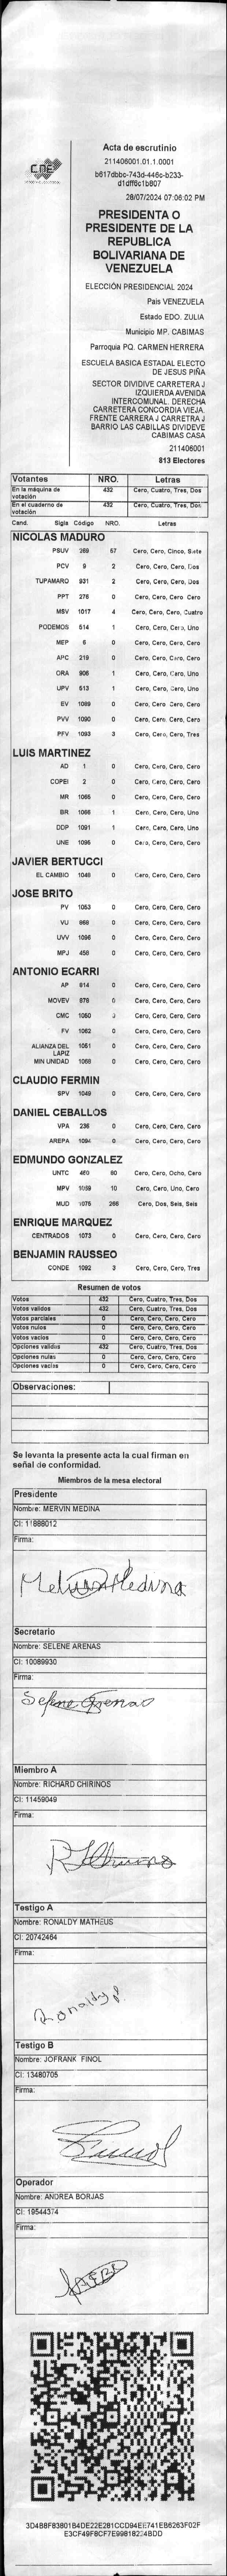 CNE
Acta de escrutinio
211406001.01.1.0001
b617dbbc-743d-446c-b233-
d1dff6c1b807
28/07/2024 07:06:02 PM
PRESIDENTA O
PRESIDENTE DE LA
REPUBLICA
BOLIVARIANA DE
VENEZUELA
ELECCIÓN PRESIDENCIAL 2024
Pais VENEZUELA
Estado EDO. ZULIA
Municipio MP. CABIMAS
Parroquia PQ. CARMEN HERRERA
ESCUELA BASICA ESTADAL ELECTO
DE JESUS PIÑA
SECTOR DIVIDIVE CARRETERA J
IZQUIERDA AVENIDA
INTERCOMUNAL. DERECHA
CARRETERA CONCORDIA VIEJA.
FRENTE CARRERA J CARRETRA J
BARRIO LAS CABILLAS DIVIDEVE
CABIMAS CASA
211406001
813 Electores
Votantes NRO. Letras
En la máquina de votación 432 Cero, Cuatro, Tres, Dos
En el cuaderno de votación 432 Cero, Cuatro, Tres, Dos
Cand. Sigla Código NRO. Letras
NICOLAS MADURO
PSUV 269 57 Cero, Cero, Cinco, Siete
PCV 9 2 Cero, Cero, Cero, Dos
TUPAMARO 931 2 Cero, Cero, Cero, Dos
PPT 276 0 Cero, Cero, Cero, Cero
MSV 1017 4 Cero, Cero, Cero, Cuatro
PODEMOS 514 1 Cero, Cero, Cero, Uno
MEP 6 0 Cero, Cero, Cero, Cero
APC 219 0 Cero, Cero, Cero, Cero
ORA 906 1 Cero, Cero, Cero, Uno
UPV 513 1 Cero, Cero, Cero, Uno
EV 1089 0 Cero, Cero, Cero, Cero
PVV 1090 0 Cero, Cero, Cero, Cero
PFV 1093 3 Cero, Cero, Cero, Tres
LUIS MARTINEZ
AD 1 0 Cero, Cero, Cero, Cero
COPEI 2 0 Cero, Cero, Cero, Cero
MR 1065 0 Cero, Cero, Cero, Cero
BR 1066 1 Cero, Cero, Cero, Uno
DDP 1091 1 Cero, Cero, Cero, Uno
UNE 1095 0 Cero, Cero, Cero, Cero
JAVIER BERTUCCI
EL CAMBIO 1048 0 Cero, Cero, Cero, Cero
JOSE BRITO
PV 1053 0 Cero, Cero, Cero, Cero
VU 868 0 Cero, Cero, Cero, Cero
UVV 1096 0 Cero, Cero, Cero, Cero
MPJ 458 0 Cero, Cero, Cero, Cero
ANTONIO ECARRI
AP 914 0 Cero, Cero, Cero, Cero
MOVEV 978 0 Cero, Cero, Cero, Cero
CMC 1050 0 Cero, Cero, Cero, Cero
FV 1062 0 Cero, Cero, Cero, Cero
ALIANZA DEL LAPIZ 1051 0 Cero, Cero, Cero, Cero
MIN UNIDAD 1068 0 Cero, Cero, Cero, Cero
CLAUDIO FERMIN
SPV 1049 0 Cero, Cero, Cero, Cero
DANIEL CEBALLOS
VPA 236 0 Cero, Cero, Cero, Cero
AREPA 1094 0 Cero, Cero, Cero, Cero
EDMUNDO GONZALEZ
UNTC 80 Cero, Cero, Ocho, Cero
MPV 1059 10 Cero, Cero, Uno, Cero
MUD 1075 266 Cero, Dos, Seis, Seis
ENRIQUE MARQUEZ
CENTRADOS 1073 0 Cero, Cero, Cero, Cero
BENJAMIN RAUSSEO
CONDE 1092 3 Cero, Cero, Cero, Tres
Resumen de votos
Votos 432 Cero, Cuatro, Tres, Dos
Votos validos 432 Cero, Cuatro, Tres, Dos
Votos parciales 0 Cero, Cero, Cero, Cero
Votos nulos 0 Cero, Cero, Cero, Cero
Votos vacios 0 Cero, Cero, Cero, Cero
Opciones validas 432 Cero, Cuatro, Tres, Dos
Opciones nulas 0 Cero, Cero, Cero, Cero
Opciones vacias 0 Cero, Cero, Cero, Cero
Observaciones:
Se levanta la presente acta la cual firman en
señal de conformidad.
Miembros de la mesa electoral
Presidente
Nombre: MERVIN MEDINA
CI: 11888012
Firma:
Secretario
Nombre: SELENE ARENAS
CI: 10089930
Firma:
Selene Arenas
Miembro A
Nombre: RICHARD CHIRINOS
CI: 11459049
Firma:
Testigo A
Nombre: RONALDY MATHEUS
CI: 20742464
Firma:
Ronaldy
Testigo B
Nombre: JOFRANK FINOL
CI: 13480705
Firma:
Operador
Nombre: ANDREA BORJAS
CI: 19544374
Firma:
3D4B8F83801B4DE22E281CCD94EE741EB6263F02F
E3CF49F8CF7E99818224BDD